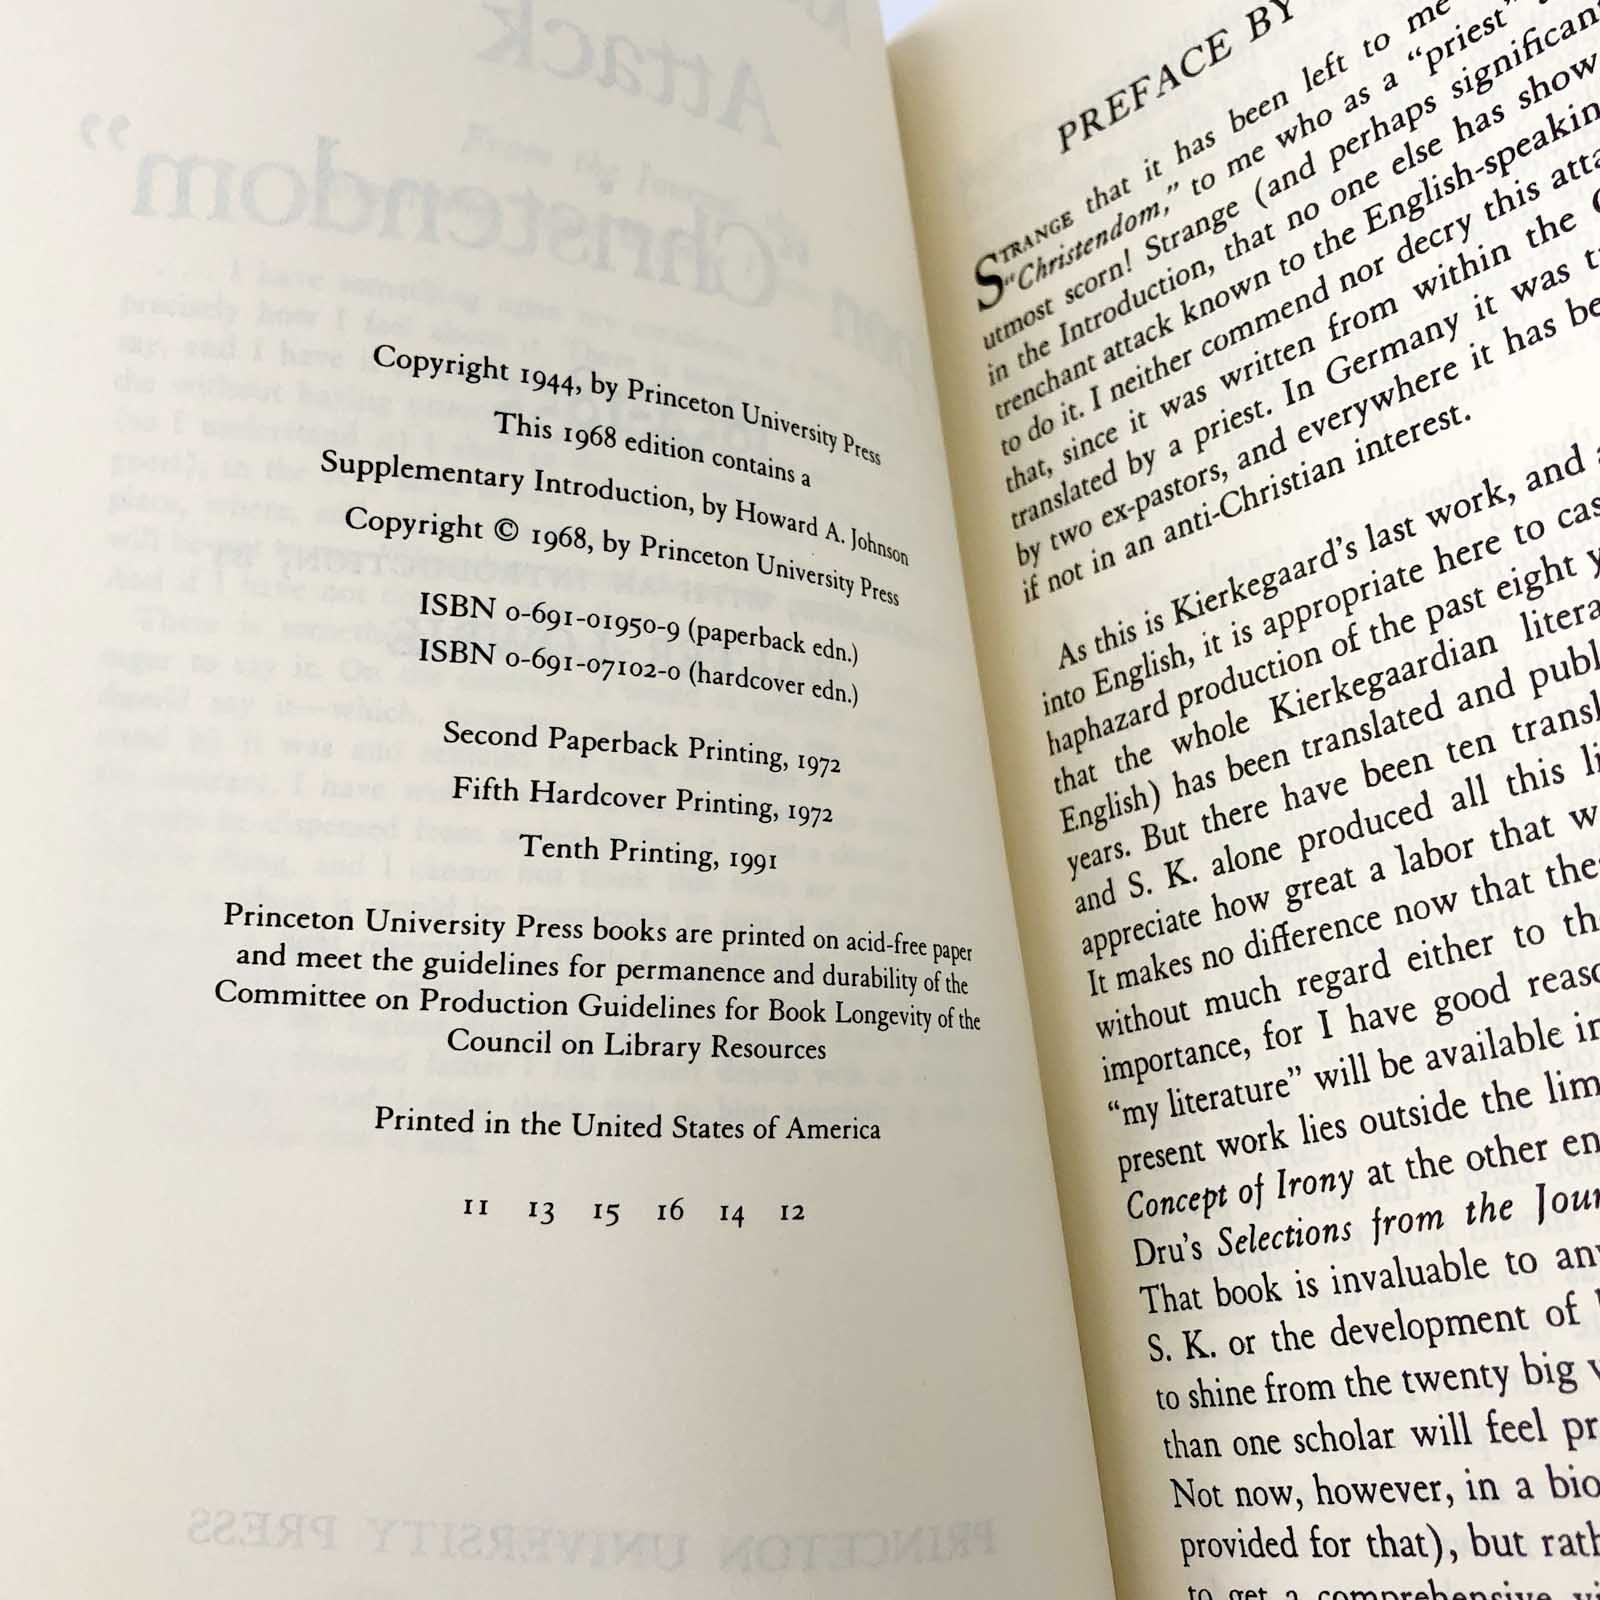 Copyright 1944, by Princeton University Press
This 1968 edition contains a
Supplementary Introduction, by Howard A. Johnson
Copyright © 1968, by Princeton University Press
ISBN 0-691-01950-9 (paperback edn.)
ISBN 0-691-07102-0 (hardcover edn.)
Second Paperback Printing, 1972
Fifth Hardcover Printing, 1972
Tenth Printing, 1991
Princeton University Press books are printed on acid-free paper
and meet the guidelines for permanence and durability of the
Committee on Production Guidelines for Book Longevity of the
Council on Library Resources
Printed in the United States of America
11 13 15 16 14 12
Attack
"Christendom"
PRINCETON UNIVERSITY PRESS
PREFACE BY
STRANGE that it has been left to me
"Christendom," to me who as a "priest"
utmost scorn! Strange (and perhaps significan
in the Introduction, that no one else has show
trenchant attack known to the English-speakin
to do it. I neither commend nor decry this atta
that, since it was written from within the
translated by a priest. In Germany it was
by two ex-pastors, and everywhere it has be
if not in an anti-Christian interest.
As this is Kierkegaard's last work, and
into English, it is appropriate here to cas
haphazard production of the past eight y
that the whole Kierkegaardian litera
English) has been translated and publ
years. But there have been ten transl
and S. K. alone produced all this li
appreciate how great a labor that w
It makes no difference now that the
without much regard either to th
importance, for I have good reaso
"my literature" will be available in
present work lies outside the lim
Concept of Irony at the other en
Dru's Selections from the Jour
That book is invaluable to an
S. K. or the development of
to shine from the twenty big
than one scholar will feel pr
Not now, however, in a bio
provided for that), but rath
to get a comprehensive vi